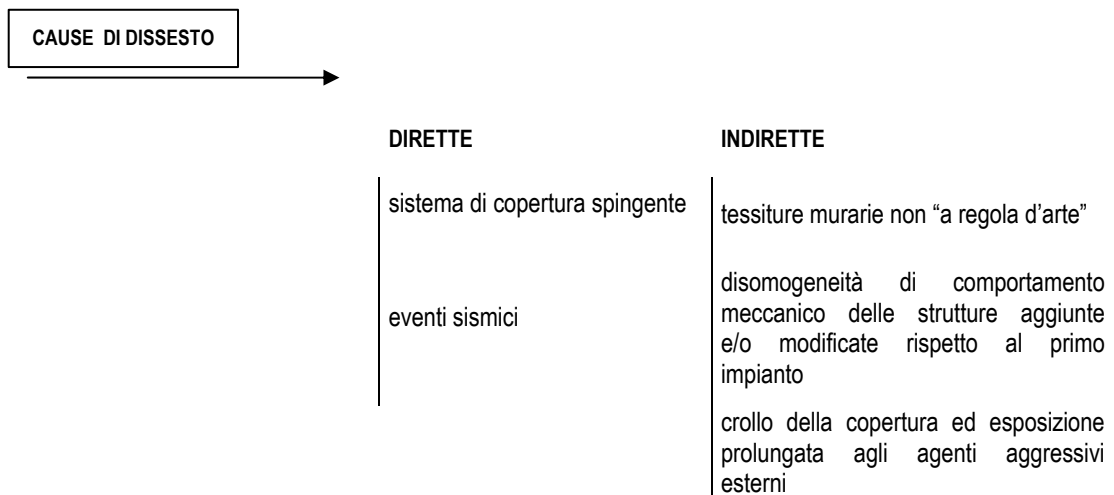 CAUSE DI DISSESTO
DIRETTE
sistema di copertura spingente
eventi sismici
INDIRETTE
tessiture murarie non “a regola d’arte”
disomogeneità di comportamento
meccanico delle strutture aggiunte
e/o modificate rispetto al primo
impianto
crollo della copertura ed esposizione
prolungata agli agenti aggressivi
esterni